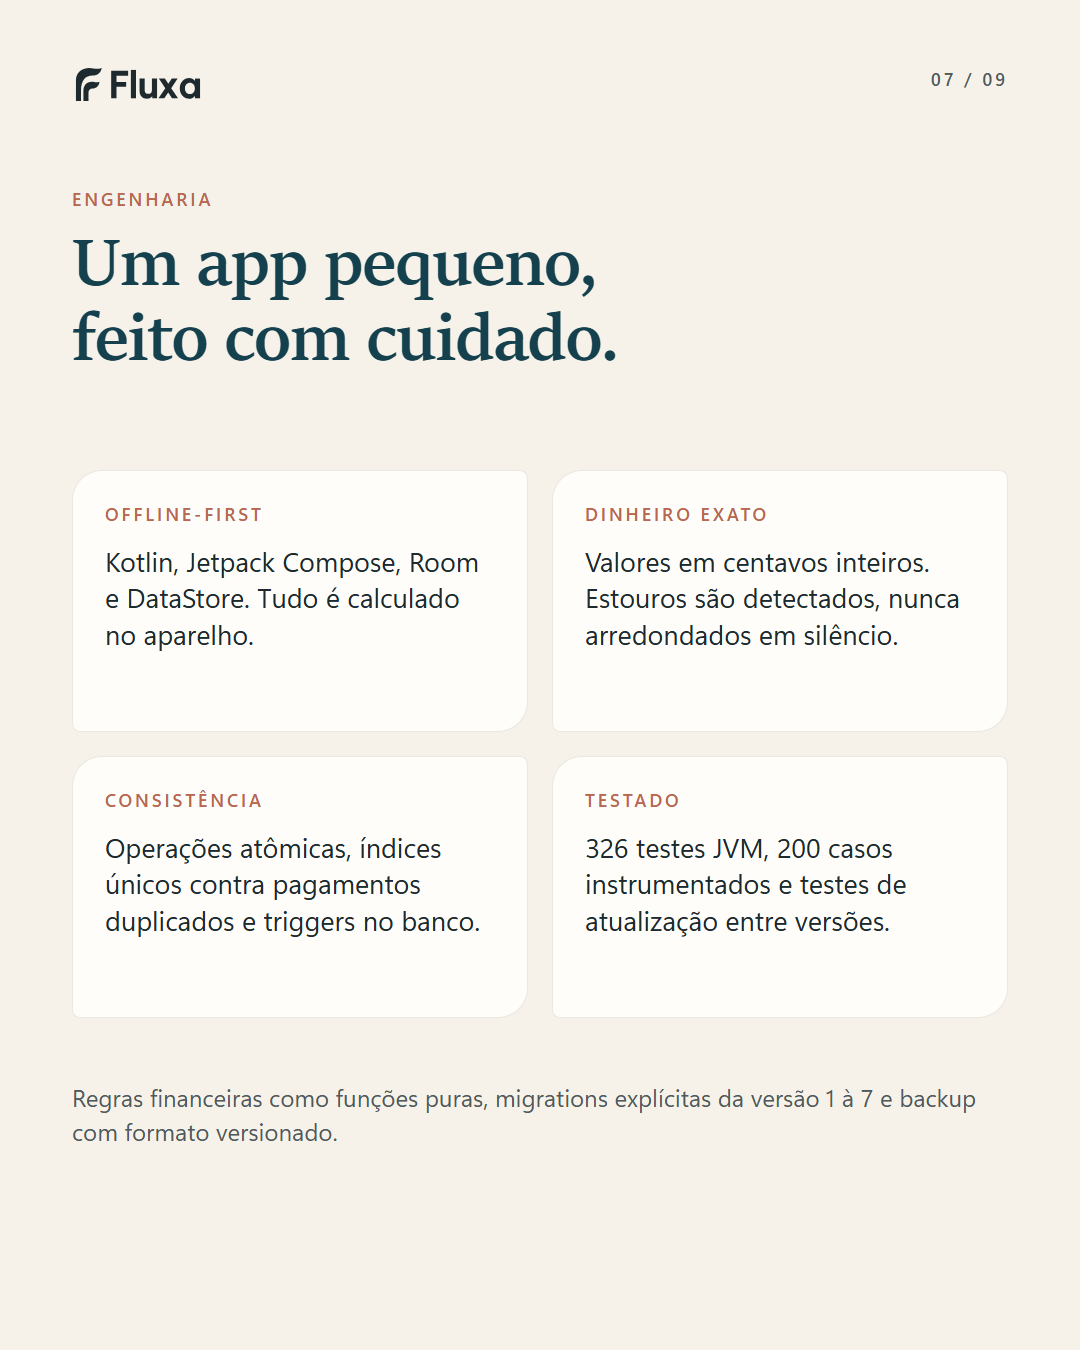 Fluxa
07 / 09
ENGENHARIA
Um app pequeno,
feito com cuidado.
OFFLINE-FIRST
Kotlin, Jetpack Compose, Room
e DataStore. Tudo é calculado
no aparelho.
DINHEIRO EXATO
Valores em centavos inteiros.
Estouros são detectados, nunca
arredondados em silêncio.
CONSISTÊNCIA
Operações atômicas, índices
únicos contra pagamentos
duplicados e triggers no banco.
TESTADO
326 testes JVM, 200 casos
instrumentados e testes de
atualização entre versões.
Regras financeiras como funções puras, migrations explícitas da versão 1 à 7 e backup
com formato versionado.